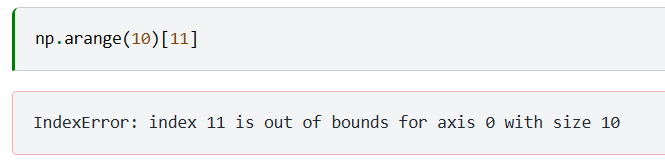 np.arange(10)[11]
IndexError: index 11 is out of bounds for axis 0 with size 10